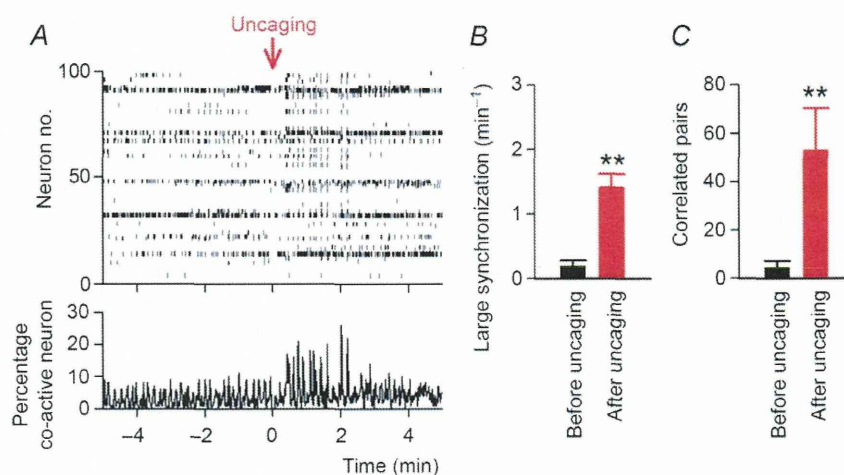 A
Uncaging
Neuron no.
100
50
0
Percentage
co-active neuron
30
20
10
0
−4
−2
0
2
4
Time (min)
B
Large synchronization (min⁻¹)
3
2
1
0
**
Before uncaging
After uncaging
C
Correlated pairs
80
60
40
20
0
**
Before uncaging
After uncaging